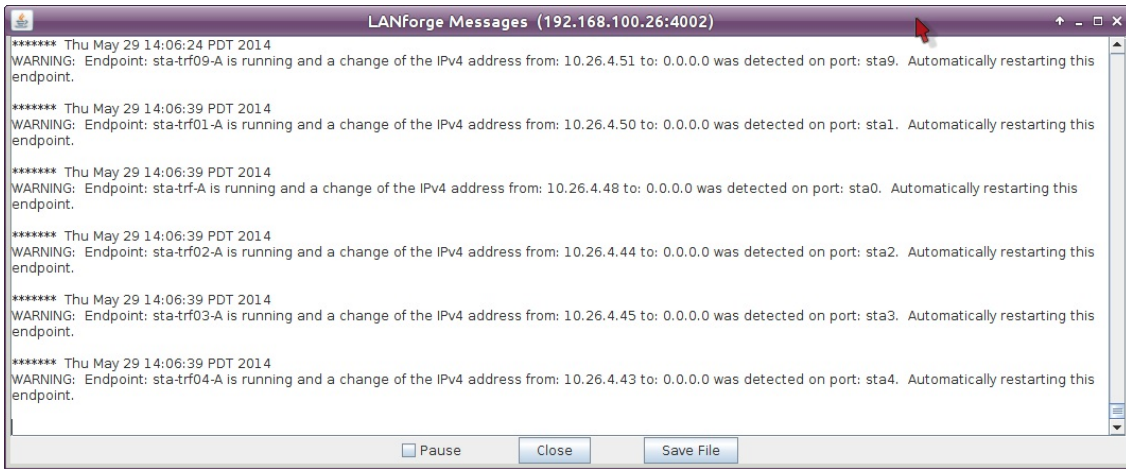 LANforge Messages (192.168.100.26:4002)
******* Thu May 29 14:06:24 PDT 2014
WARNING: Endpoint: sta-trf09-A is running and a change of the IPv4 address from: 10.26.4.51 to: 0.0.0.0 was detected on port: sta9. Automatically restarting this
endpoint.
******* Thu May 29 14:06:39 PDT 2014
WARNING: Endpoint: sta-trf01-A is running and a change of the IPv4 address from: 10.26.4.50 to: 0.0.0.0 was detected on port: sta1. Automatically restarting this
endpoint.
******* Thu May 29 14:06:39 PDT 2014
WARNING: Endpoint: sta-trf-A is running and a change of the IPv4 address from: 10.26.4.48 to: 0.0.0.0 was detected on port: sta0. Automatically restarting this
endpoint.
******* Thu May 29 14:06:39 PDT 2014
WARNING: Endpoint: sta-trf02-A is running and a change of the IPv4 address from: 10.26.4.44 to: 0.0.0.0 was detected on port: sta2. Automatically restarting this
endpoint.
******* Thu May 29 14:06:39 PDT 2014
WARNING: Endpoint: sta-trf03-A is running and a change of the IPv4 address from: 10.26.4.45 to: 0.0.0.0 was detected on port: sta3. Automatically restarting this
endpoint.
******* Thu May 29 14:06:39 PDT 2014
WARNING: Endpoint: sta-trf04-A is running and a change of the IPv4 address from: 10.26.4.43 to: 0.0.0.0 was detected on port: sta4. Automatically restarting this
endpoint.
Pause Close Save File